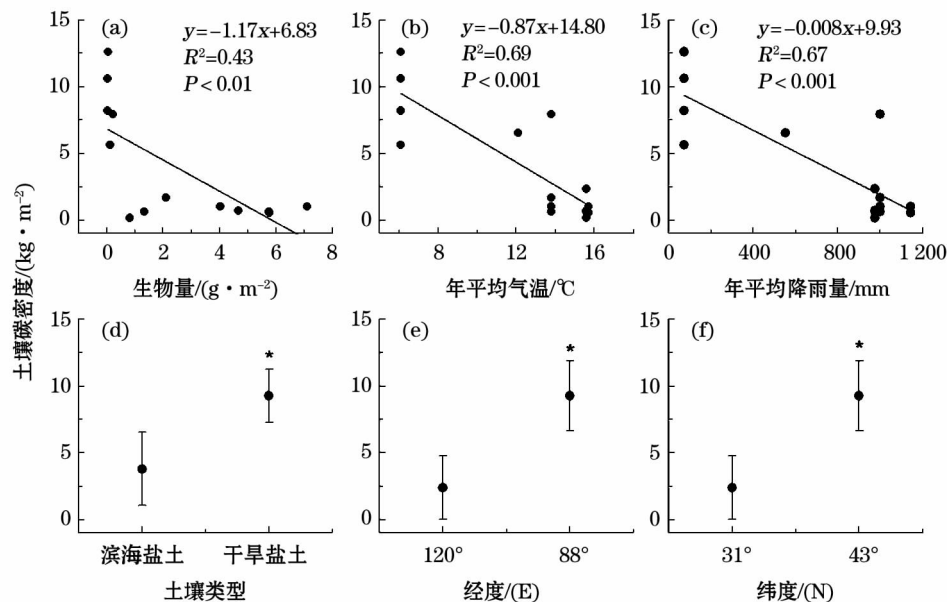 (a)
y=−1.17x+6.83
R²=0.43
P<0.01
15
10
5
0
0 2 4 6 8
生物量/(g·m⁻²)
(b)
y=−0.87x+14.80
R²=0.69
P<0.001
8 12 16
年平均气温/℃
(c)
y=−0.008x+9.93
R²=0.67
P<0.001
0 400 800 1 200
年平均降雨量/mm
土壤碳密度/(kg·m⁻²)
(d)
*
15
10
5
0
滨海盐土 干旱盐土
土壤类型
(e)
*
120° 88°
经度/(E)
(f)
*
31° 43°
纬度/(N)